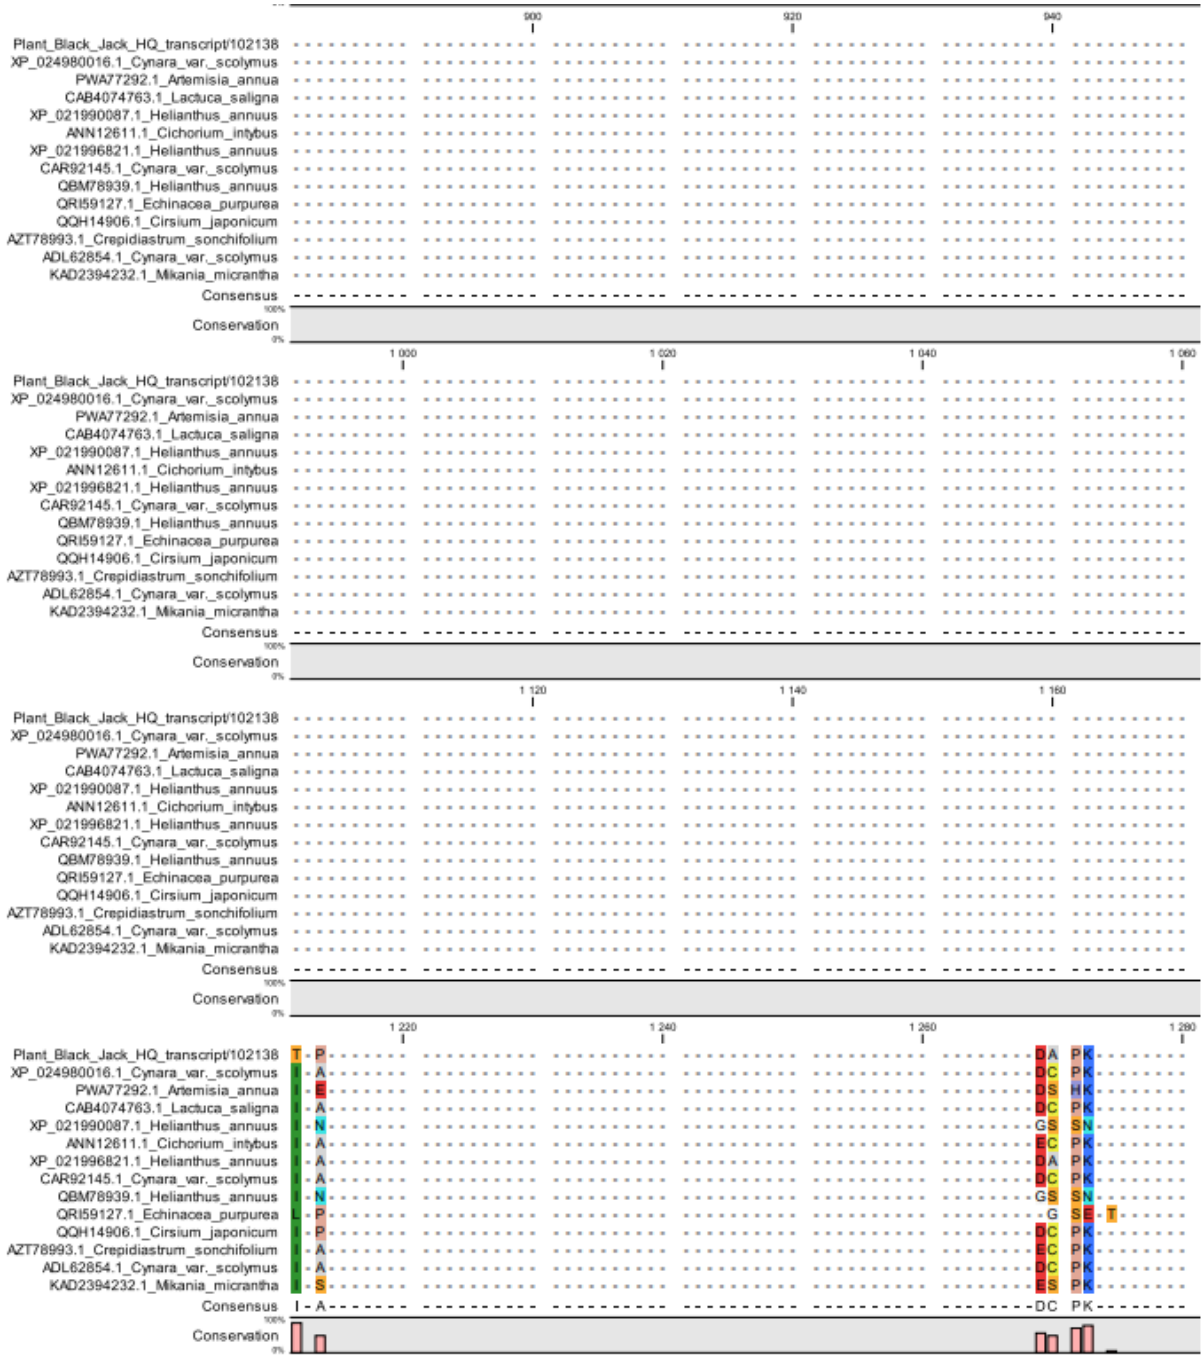 900 920 940
Plant_Black_Jack_HQ_transcript/102138
XP_024980016.1_Cynara_var._scolymus
PWA77292.1_Artemisia_annua
CAB4074763.1_Lactuca_saligna
XP_021990087.1_Helianthus_annuus
ANN12611.1_Cichorium_intybus
XP_021996821.1_Helianthus_annuus
CAR92145.1_Cynara_var._scolymus
QBM78939.1_Helianthus_annuus
QRI59127.1_Echinacea_purpurea
QQH14906.1_Cirsium_japonicum
AZT78993.1_Crepidiastrum_sonchifolium
ADL62854.1_Cynara_var._scolymus
KAD2394232.1_Mikania_micrantha
Consensus
100%
Conservation
0%
1 000 1 020 1 040 1 060
Plant_Black_Jack_HQ_transcript/102138
XP_024980016.1_Cynara_var._scolymus
PWA77292.1_Artemisia_annua
CAB4074763.1_Lactuca_saligna
XP_021990087.1_Helianthus_annuus
ANN12611.1_Cichorium_intybus
XP_021996821.1_Helianthus_annuus
CAR92145.1_Cynara_var._scolymus
QBM78939.1_Helianthus_annuus
QRI59127.1_Echinacea_purpurea
QQH14906.1_Cirsium_japonicum
AZT78993.1_Crepidiastrum_sonchifolium
ADL62854.1_Cynara_var._scolymus
KAD2394232.1_Mikania_micrantha
Consensus
100%
Conservation
0%
1 120 1 140 1 160
Plant_Black_Jack_HQ_transcript/102138
XP_024980016.1_Cynara_var._scolymus
PWA77292.1_Artemisia_annua
CAB4074763.1_Lactuca_saligna
XP_021990087.1_Helianthus_annuus
ANN12611.1_Cichorium_intybus
XP_021996821.1_Helianthus_annuus
CAR92145.1_Cynara_var._scolymus
QBM78939.1_Helianthus_annuus
QRI59127.1_Echinacea_purpurea
QQH14906.1_Cirsium_japonicum
AZT78993.1_Crepidiastrum_sonchifolium
ADL62854.1_Cynara_var._scolymus
KAD2394232.1_Mikania_micrantha
Consensus
100%
Conservation
0%
1 220 1 240 1 260 1 280
Plant_Black_Jack_HQ_transcript/102138 T - P DA PK
XP_024980016.1_Cynara_var._scolymus I - A DC PK
PWA77292.1_Artemisia_annua I - E DS HK
CAB4074763.1_Lactuca_saligna I - A DC PK
XP_021990087.1_Helianthus_annuus I - N GS SN
ANN12611.1_Cichorium_intybus I - A EC PK
XP_021996821.1_Helianthus_annuus I - A DA PK
CAR92145.1_Cynara_var._scolymus I - A DC PK
QBM78939.1_Helianthus_annuus I - N GS SN
QRI59127.1_Echinacea_purpurea L - P - G SE - T
QQH14906.1_Cirsium_japonicum I - P DC PK
AZT78993.1_Crepidiastrum_sonchifolium I - A EC PK
ADL62854.1_Cynara_var._scolymus I - A DC PK
KAD2394232.1_Mikania_micrantha I - S ES PK
Consensus I - A DC PK
100%
Conservation
0%